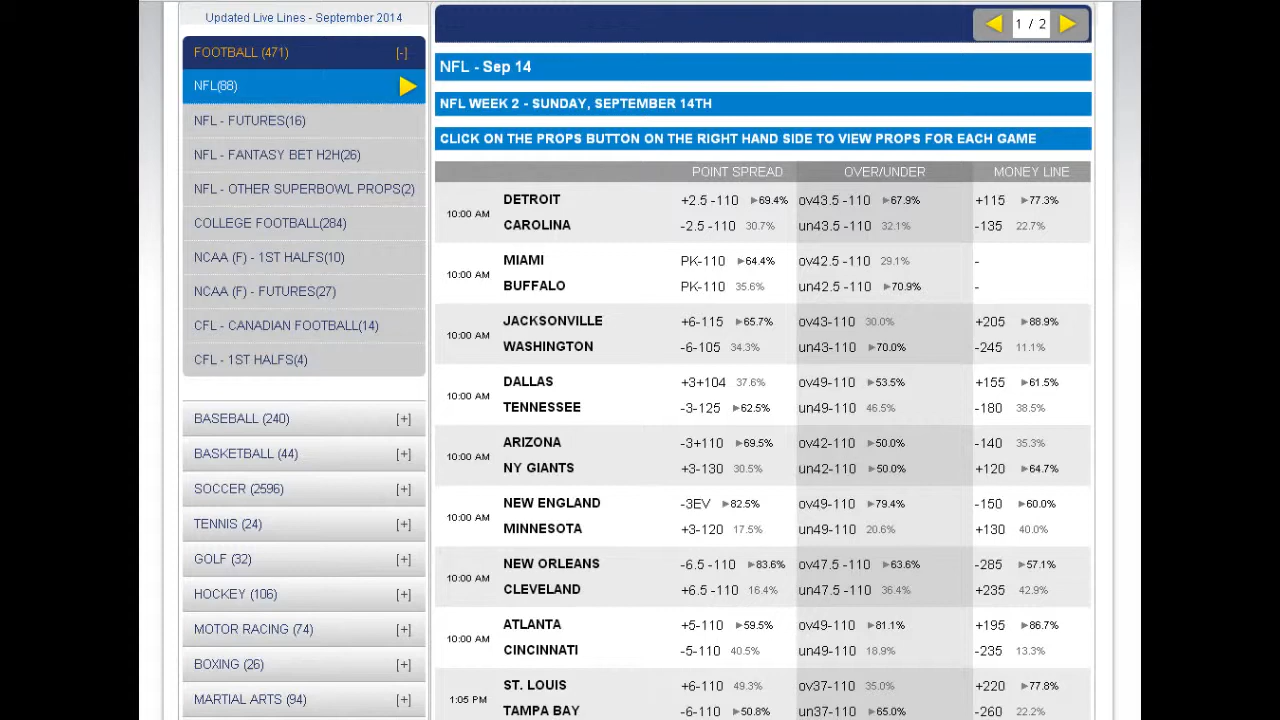 Updated Live Lines - September 2014
FOOTBALL (471) [-]
NFL(88)
NFL - FUTURES(16)
NFL - FANTASY BET H2H(26)
NFL - OTHER SUPERBOWL PROPS(2)
COLLEGE FOOTBALL(284)
NCAA (F) - 1ST HALFS(10)
NCAA (F) - FUTURES(27)
CFL - CANADIAN FOOTBALL(14)
CFL - 1ST HALFS(4)
BASEBALL (240) [+]
BASKETBALL (44) [+]
SOCCER (2596) [+]
TENNIS (24) [+]
GOLF (32) [+]
HOCKEY (106) [+]
MOTOR RACING (74) [+]
BOXING (26) [+]
MARTIAL ARTS (94) [+]
1 / 2
NFL - Sep 14
NFL WEEK 2 - SUNDAY, SEPTEMBER 14TH
CLICK ON THE PROPS BUTTON ON THE RIGHT HAND SIDE TO VIEW PROPS FOR EACH GAME
POINT SPREAD OVER/UNDER MONEY LINE
10:00 AM
DETROIT +2.5 -110 ▶69.4% ov43.5 -110 ▶67.9% +115 ▶77.3%
CAROLINA -2.5 -110 30.7% un43.5 -110 32.1% -135 22.7%
10:00 AM
MIAMI PK-110 ▶64.4% ov42.5 -110 29.1% -
BUFFALO PK-110 35.6% un42.5 -110 ▶70.9% -
10:00 AM
JACKSONVILLE +6-115 ▶65.7% ov43-110 30.0% +205 ▶88.9%
WASHINGTON -6-105 34.3% un43-110 ▶70.0% -245 11.1%
10:00 AM
DALLAS +3+104 37.6% ov49-110 ▶53.5% +155 ▶61.5%
TENNESSEE -3-125 ▶62.5% un49-110 46.5% -180 38.5%
10:00 AM
ARIZONA -3+110 ▶69.5% ov42-110 ▶50.0% -140 35.3%
NY GIANTS +3-130 30.5% un42-110 ▶50.0% +120 ▶64.7%
10:00 AM
NEW ENGLAND -3EV ▶82.5% ov49-110 ▶79.4% -150 ▶60.0%
MINNESOTA +3-120 17.5% un49-110 20.6% +130 40.0%
10:00 AM
NEW ORLEANS -6.5 -110 ▶83.6% ov47.5 -110 ▶63.6% -285 ▶57.1%
CLEVELAND +6.5 -110 16.4% un47.5 -110 36.4% +235 42.9%
10:00 AM
ATLANTA +5-110 ▶59.5% ov49-110 ▶81.1% +195 ▶86.7%
CINCINNATI -5-110 40.5% un49-110 18.9% -235 13.3%
1:05 PM
ST. LOUIS +6-110 49.3% ov37-110 35.0% +220 ▶77.8%
TAMPA BAY -6-110 ▶50.8% un37-110 ▶65.0% -260 22.2%